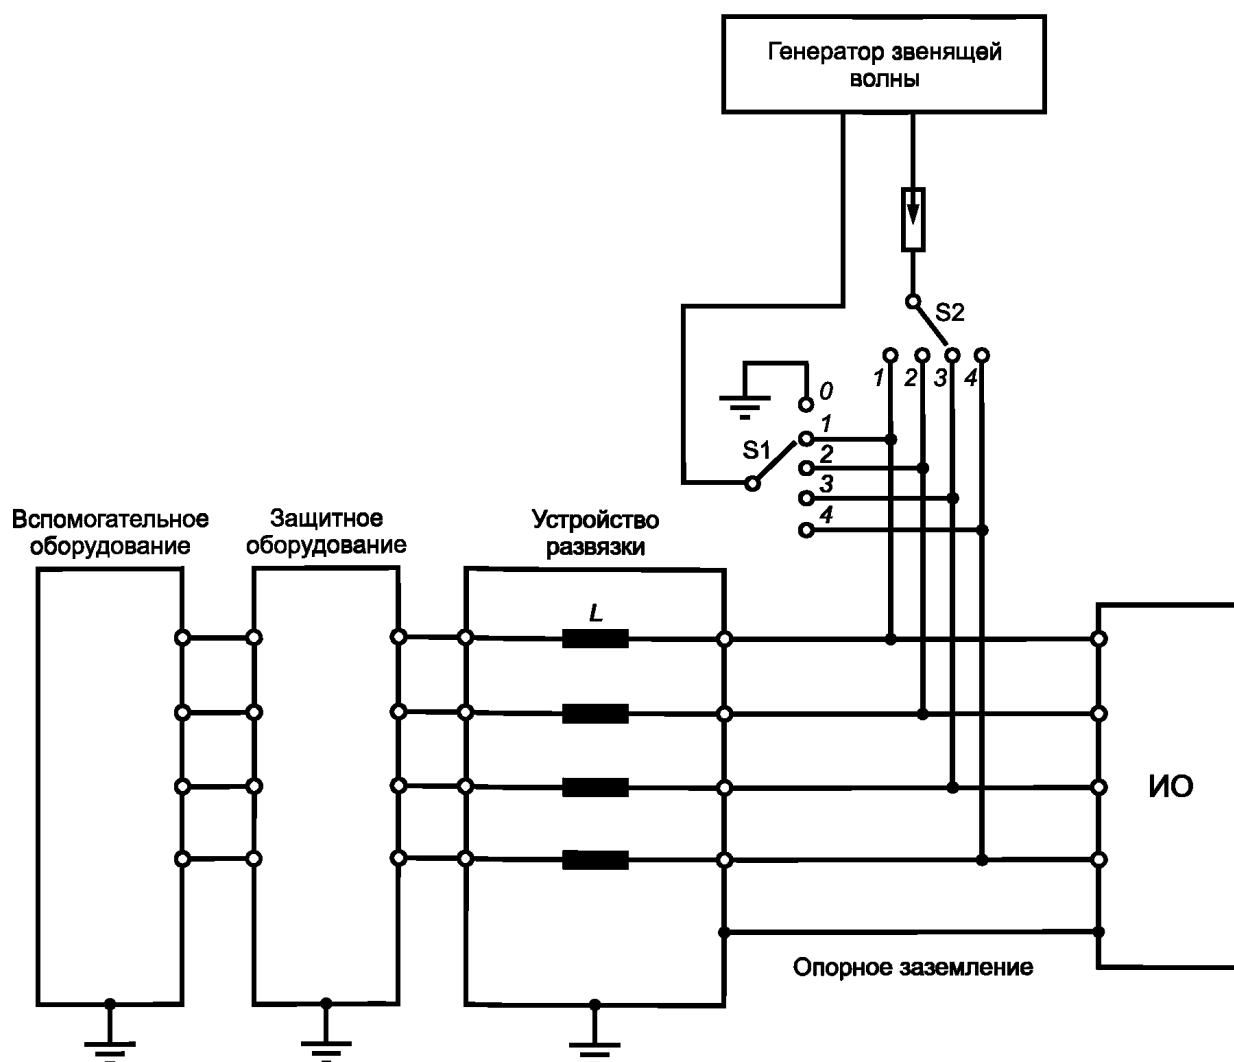 Генератор звенящей
волны
S2
1 2 3 4
0
1
S1
2
3
4
Вспомогательное
оборудование
Защитное
оборудование
Устройство
развязки
L
ИО
Опорное заземление